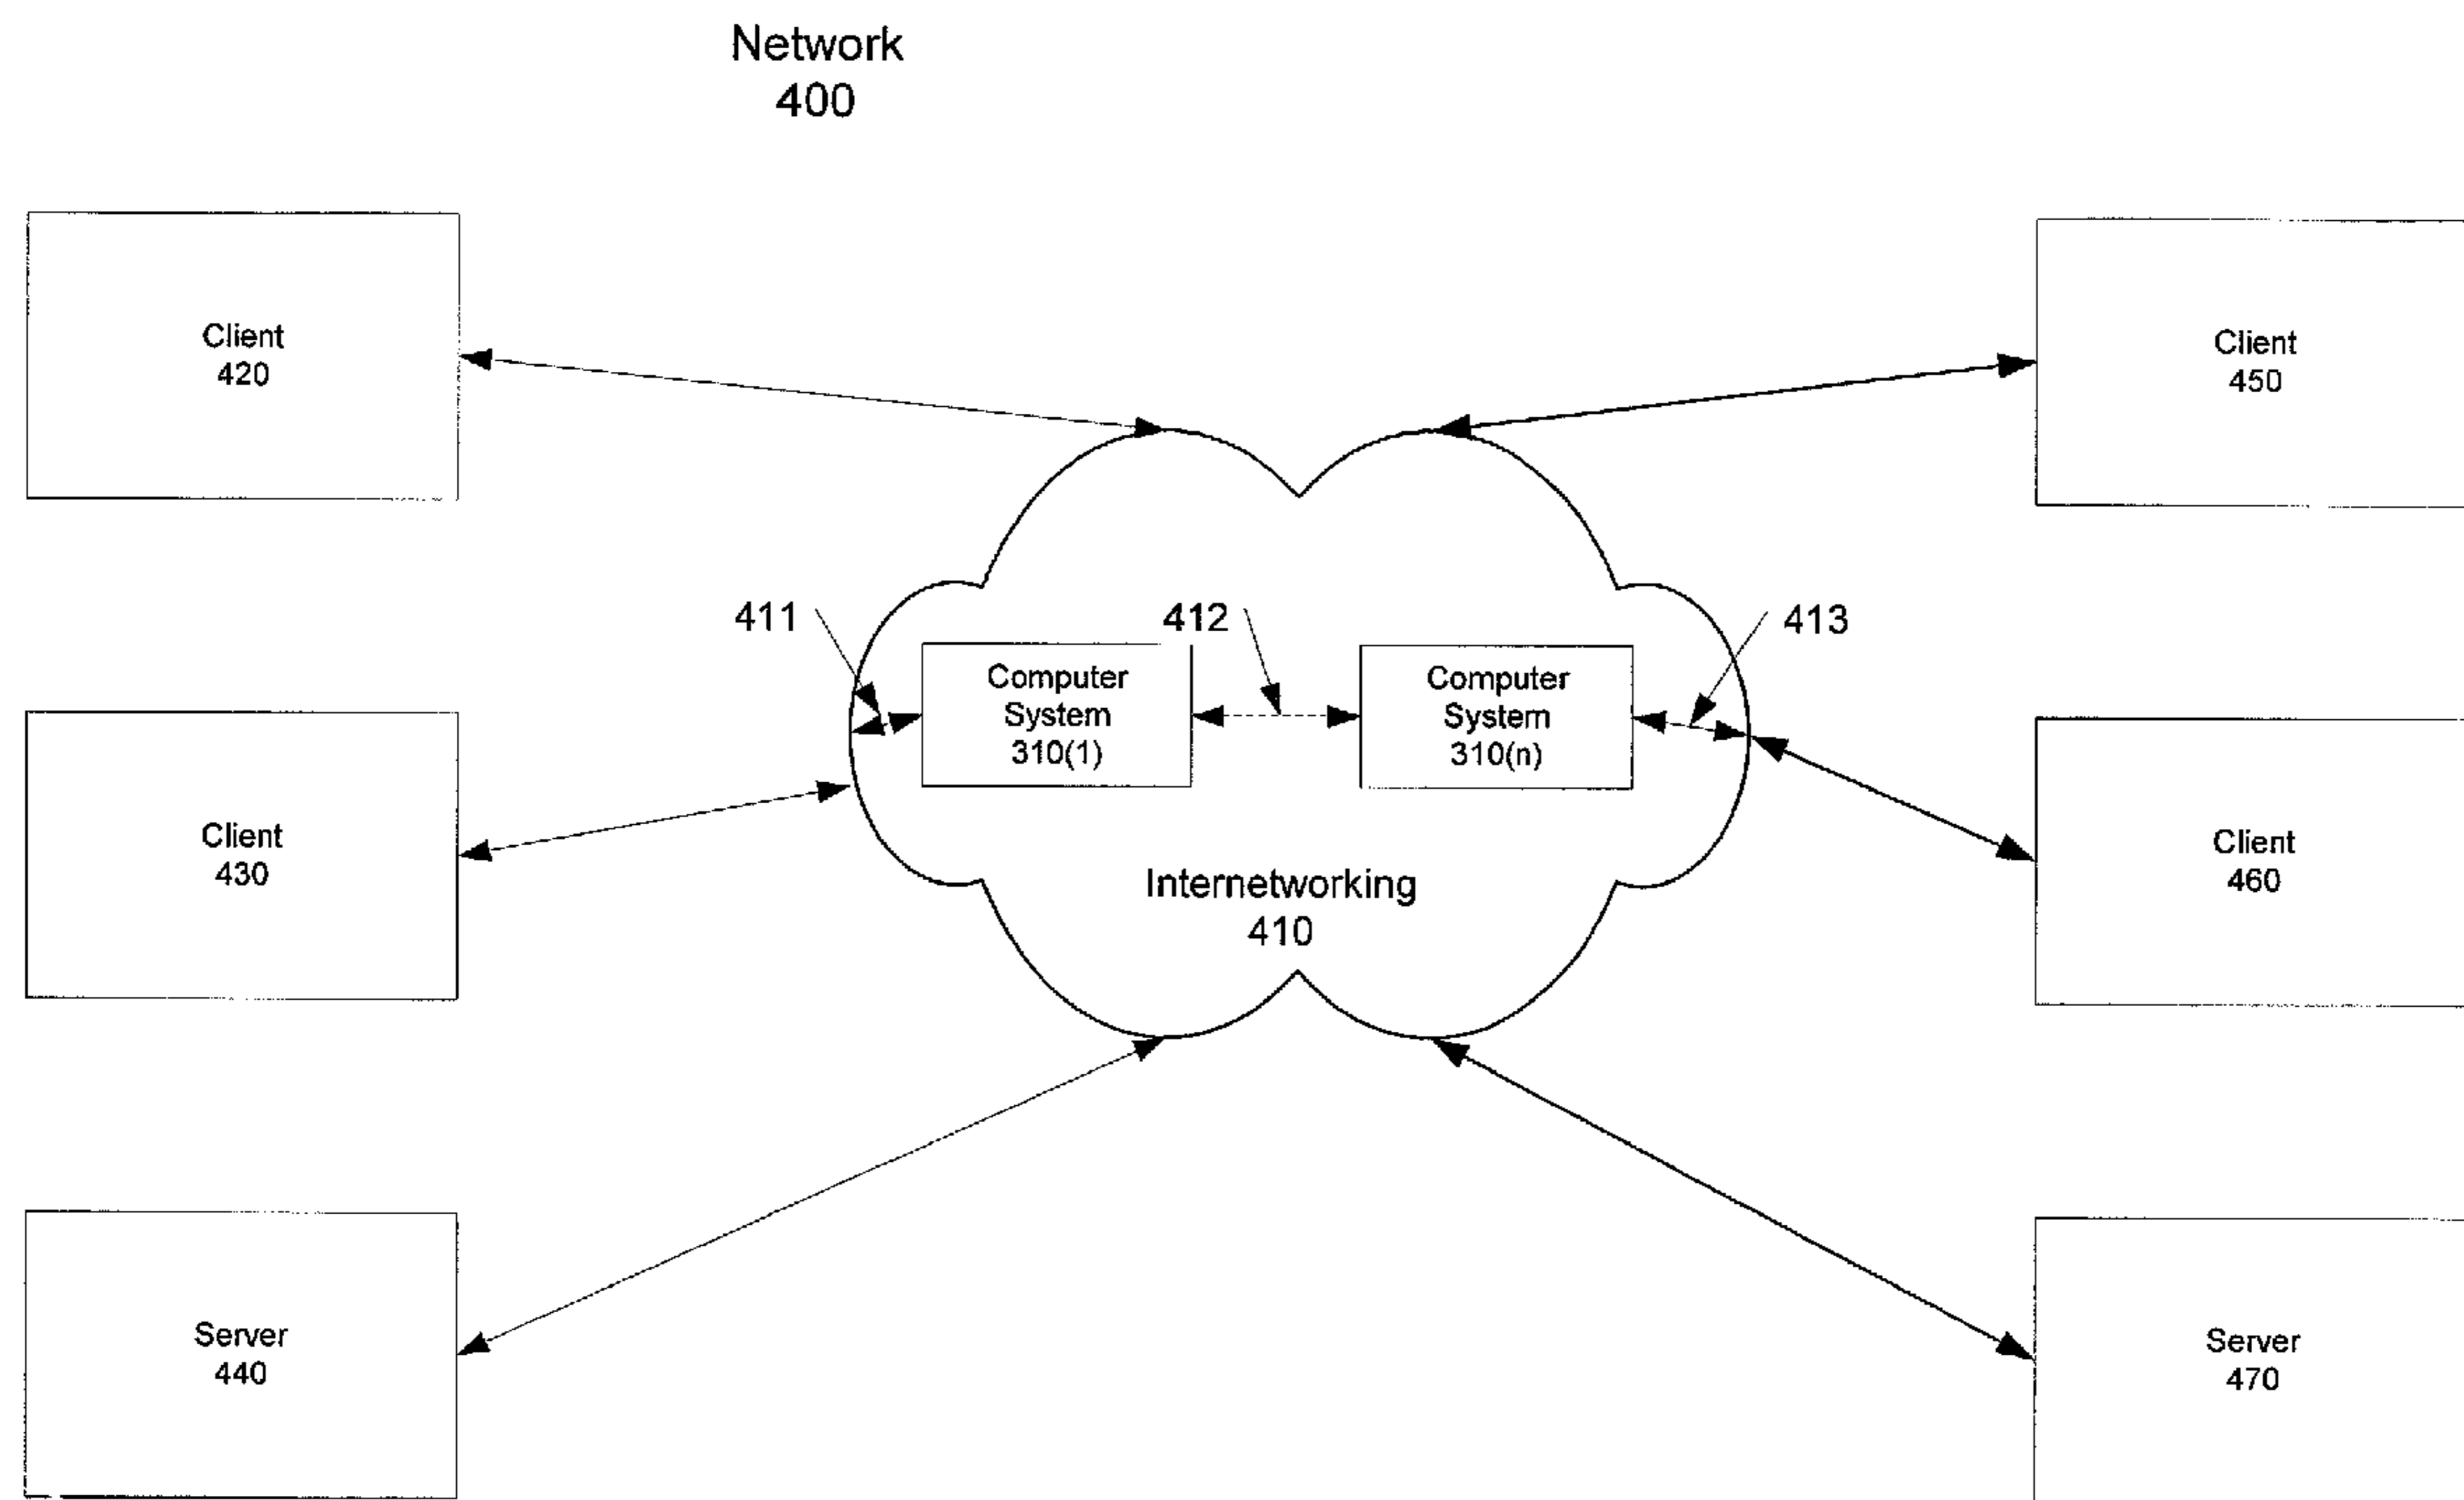 Network
400
Client
420
Client
450
411
412
413
Computer
System
310(1)
Computer
System
310(n)
Client
430
Client
460
Internetworking
410
Server
440
Server
470